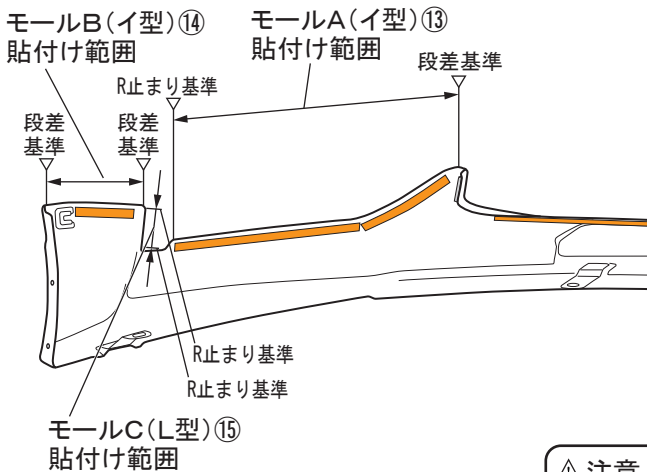 モールB(イ型)⑭
貼付け範囲
モールA(イ型)⑬
貼付け範囲
段差基準
R止まり基準
段差
基準
段差
基準
R止まり基準
R止まり基準
モールC(L型)⑮
貼付け範囲
⚠注意